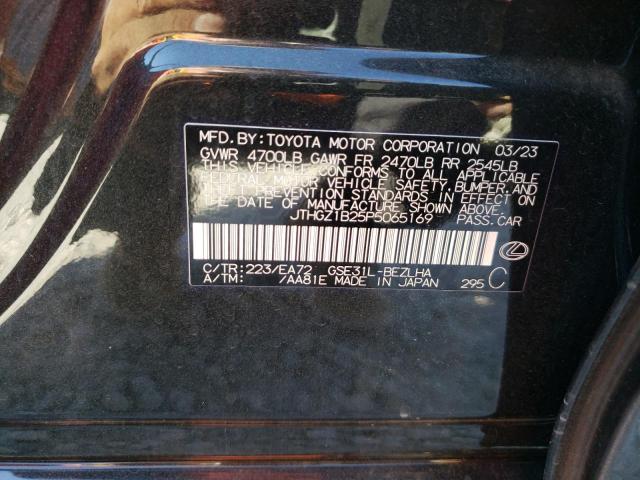 MFD. BY: TOYOTA MOTOR CORPORATION 03/23
GVWR 4700LB GAWR FR 2470LB RR 2545LB
THIS VEHICLE CONFORMS TO ALL APPLICABLE
FEDERAL MOTOR VEHICLE SAFETY, BUMPER, AND
THEFT PREVENTION STANDARDS IN EFFECT ON
THE DATE OF MANUFACTURE SHOWN ABOVE.
JTHGZ1B25P5065169 PASS. CAR
C/TR: 223/EA72 GSE31L-BEZLHA
A/TM: /AA81E MADE IN JAPAN 295 C